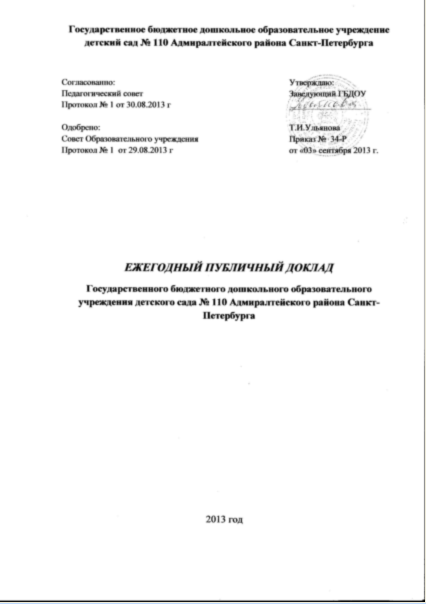 Государственное бюджетное дошкольное образовательное учреждение
детский сад № 110 Адмиралтейского района Санкт-Петербурга
Согласованно:
Педагогический совет
Протокол № 1 от 30.08.2013 г
Утверждаю:
Заведующий ГБДОУ
Одобрено:
Совет Образовательного учреждения
Протокол № 1 от 29.08.2013 г
Т.И.Ульянова
Приказ № 34-Р
от «03» сентября 2013 г.
ЕЖЕГОДНЫЙ ПУБЛИЧНЫЙ ДОКЛАД
Государственного бюджетного дошкольного образовательного
учреждения детского сада № 110 Адмиралтейского района Санкт-
Петербурга
2013 год